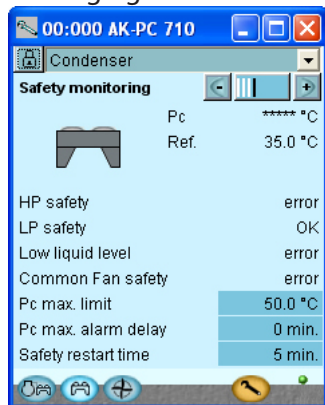 00:000 AK-PC 710
Condenser
Safety monitoring - +
Pc ***** °C
Ref. 35.0 °C
HP safety error
LP safety OK
Low liquid level error
Common Fan safety error
Pc max. limit 50.0 °C
Pc max. alarm delay 0 min.
Safety restart time 5 min.